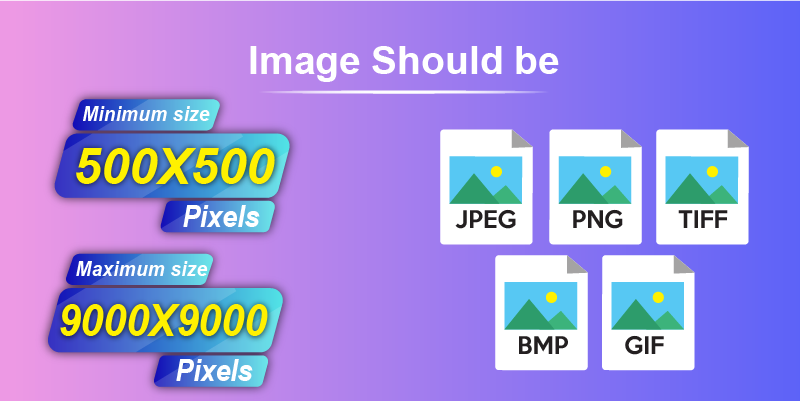 Image Should be
Minimum size
500X500
Pixels
Maximum size
9000X9000
Pixels
JPEG
PNG
TIFF
BMP
GIF